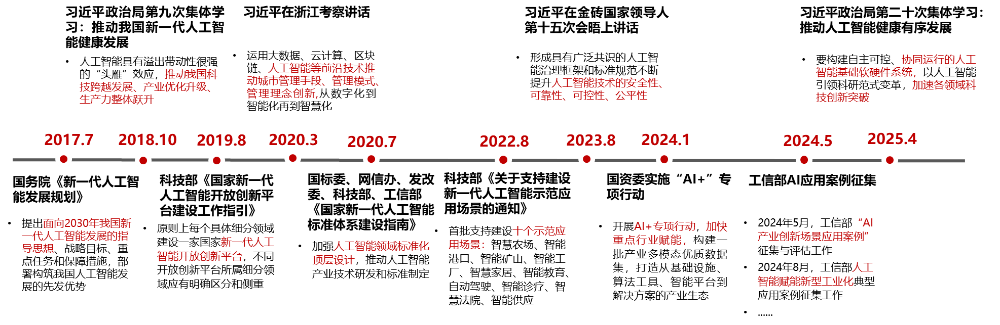 习近平政治局第九次集体学
习：推动我国新一代人工智
能健康发展
• 人工智能具有溢出带动性很强
的“头雁”效应，推动我国科
技跨越发展、产业优化升级、
生产力整体跃升
习近平在浙江考察讲话
• 运用大数据、云计算、区块
链、人工智能等前沿技术推
动城市管理手段、管理模式、
管理理念创新,从数字化到
智能化再到智慧化
习近平在金砖国家领导人
第十五次会晤上讲话
• 形成具有广泛共识的人工智
能治理框架和标准规范不断
提升人工智能技术的安全性、
可靠性、可控性、公平性
习近平政治局第二十次集体学习：
推动人工智能健康有序发展
• 要构建自主可控、协同运行的人工
智能基础软硬件系统，以人工智能
引领科研范式变革，加速各领域科
技创新突破
2017.7
2018.10
2019.8
2020.3
2020.7
2022.8
2023.8
2024.1
2024.5
2025.4
国务院《新一代人工智
能发展规划》
• 提出面向2030年我国新
一代人工智能发展的指
导思想、战略目标、重
点任务和保障措施，部
署构筑我国人工智能发
展的先发优势
科技部《国家新一代
人工智能开放创新平
台建设工作指引》
• 原则上每个具体细分领域
建设一家国家新一代人工
智能开放创新平台，不同
开放创新平台所属细分领
域应有明确区分和侧重
国标委、网信办、发改
委、科技部、工信部
《国家新一代人工智能
标准体系建设指南》
• 加强人工智能领域标准化
顶层设计，推动人工智能
产业技术研发和标准制定
科技部《关于支持建设
新一代人工智能示范应
用场景的通知》
• 首批支持建设十个示范应
用场景：智慧农场、智能
港口、智能矿山、智能工
厂、智慧家居、智能教育、
自动驾驶、智能诊疗、智
慧法院、智能供应
国资委实施“AI+”专
项行动
• 开展AI+专项行动，加快
重点行业赋能，构建一
批产业多模态优质数据
集，打造从基础设施、
算法工具、智能平台到
解决方案的产业生态
工信部AI应用案例征集
• 2024年5月，工信部“AI
产业创新场景应用案例”
征集与评估工作
• 2024年8月，工信部人工
智能赋能新型工业化典型
应用案例征集工作
• ......